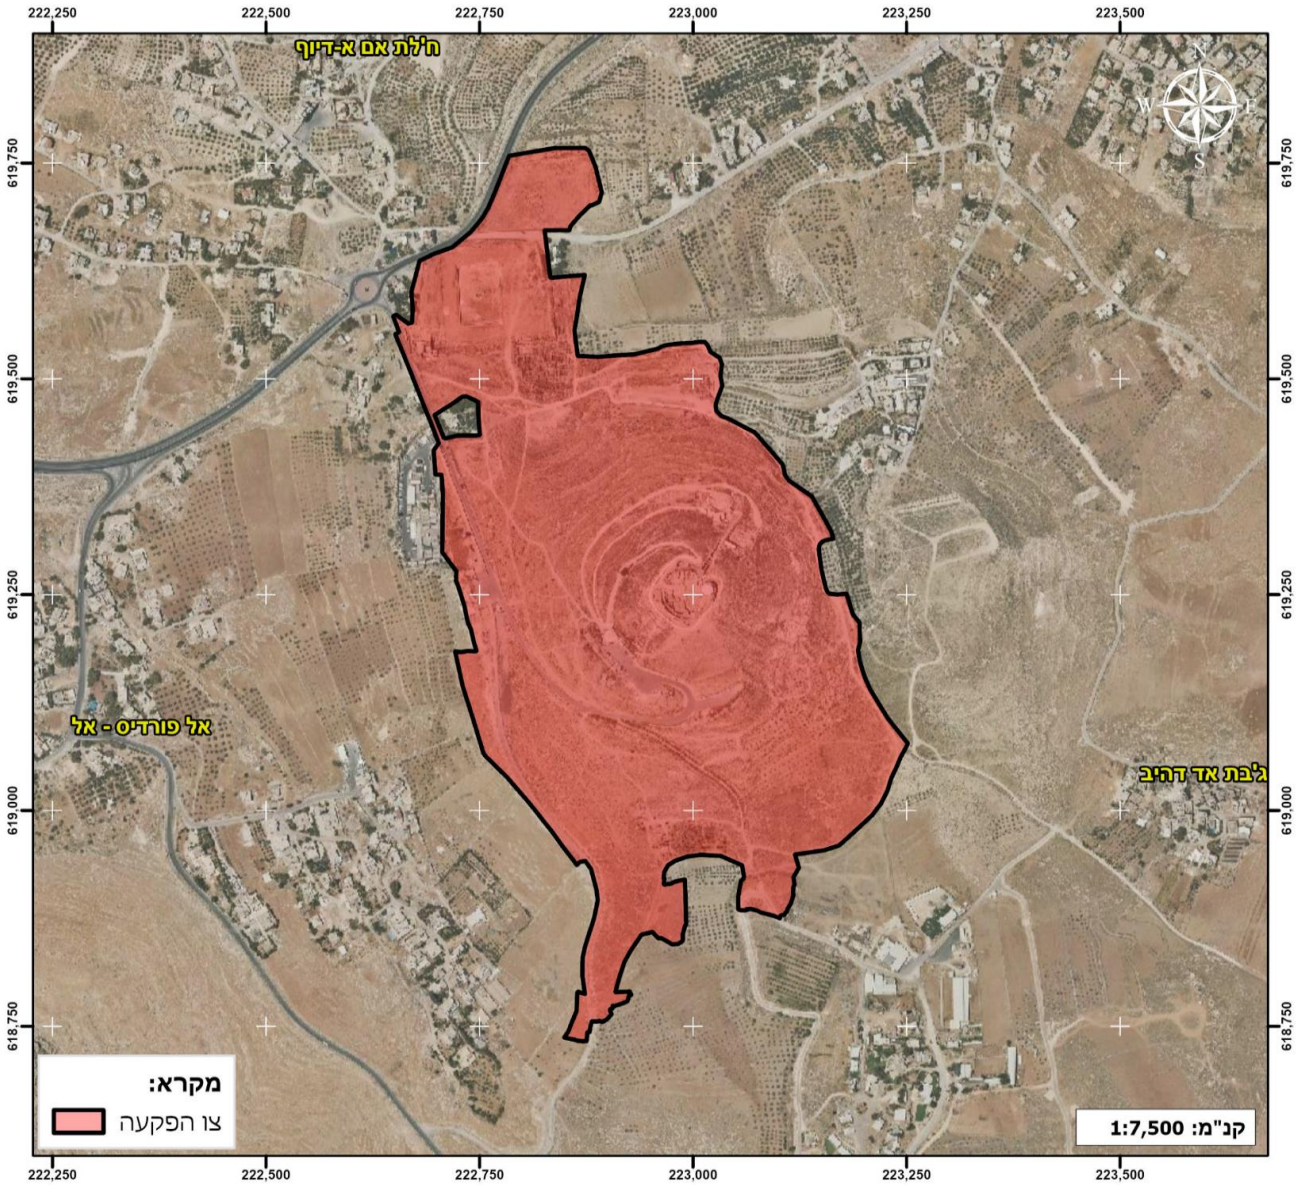 222,250 222,500 222,750 223,000 223,250 223,500
ח'לת אם א-דיוף
N
W E
S
619,750 619,750
619,500 619,500
619,250 619,250
אל פורדיס - אל
ג'בת אד דהיב
619,000 619,000
618,750 618,750
מקרא:
צו הפקעה
קנ"מ: 1:7,500
222,250 222,500 222,750 223,000 223,250 223,500